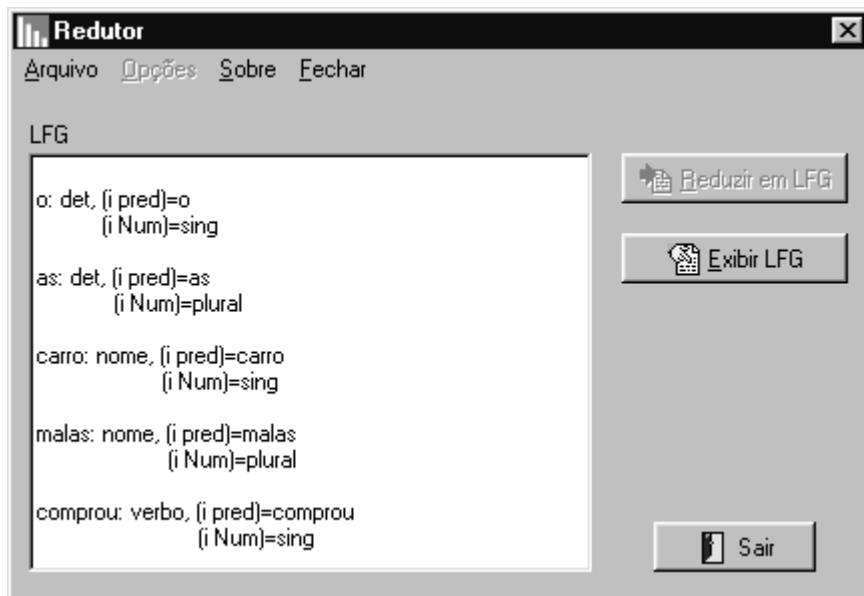 Redutor
Arquivo Opções Sobre Fechar
LFG
o: det, (i pred)=o
(i Num)=sing
as: det, (i pred)=as
(i Num)=plural
carro: nome, (i pred)=carro
(i Num)=sing
malas: nome, (i pred)=malas
(i Num)=plural
comprou: verbo, (i pred)=comprou
(i Num)=sing
Reduzir em LFG
Exibir LFG
Sair